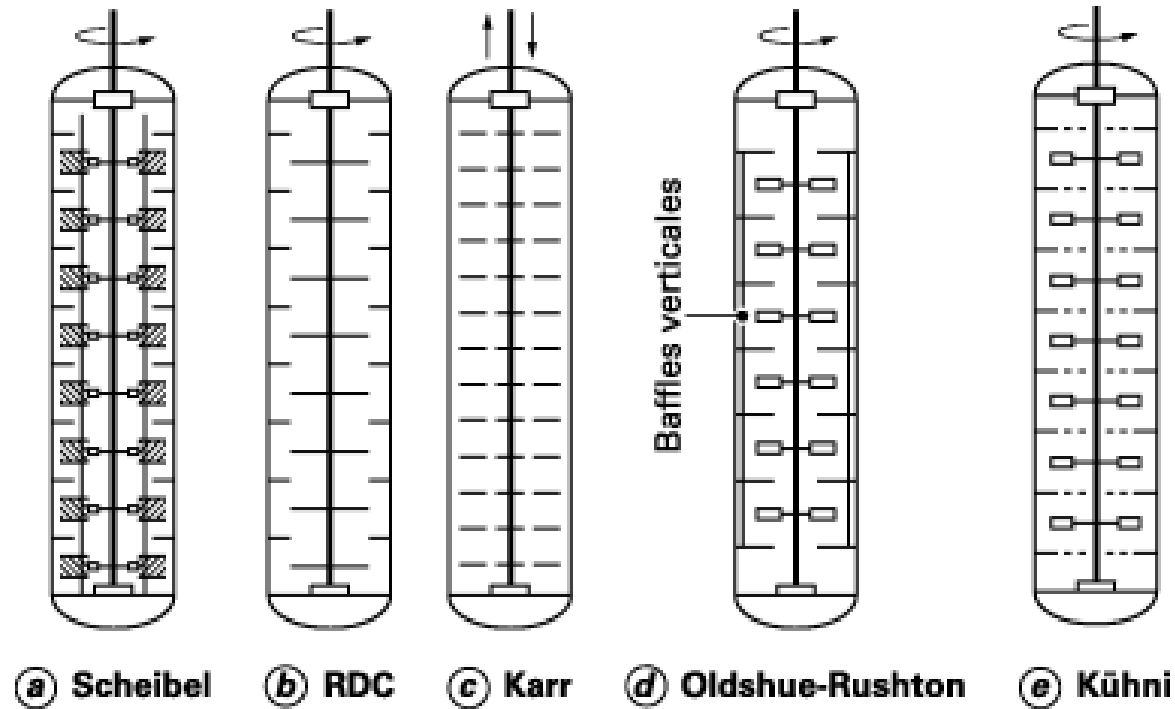 Baffles verticales
a Scheibel
b RDC
c Karr
d Oldshue-Rushton
e Kühni